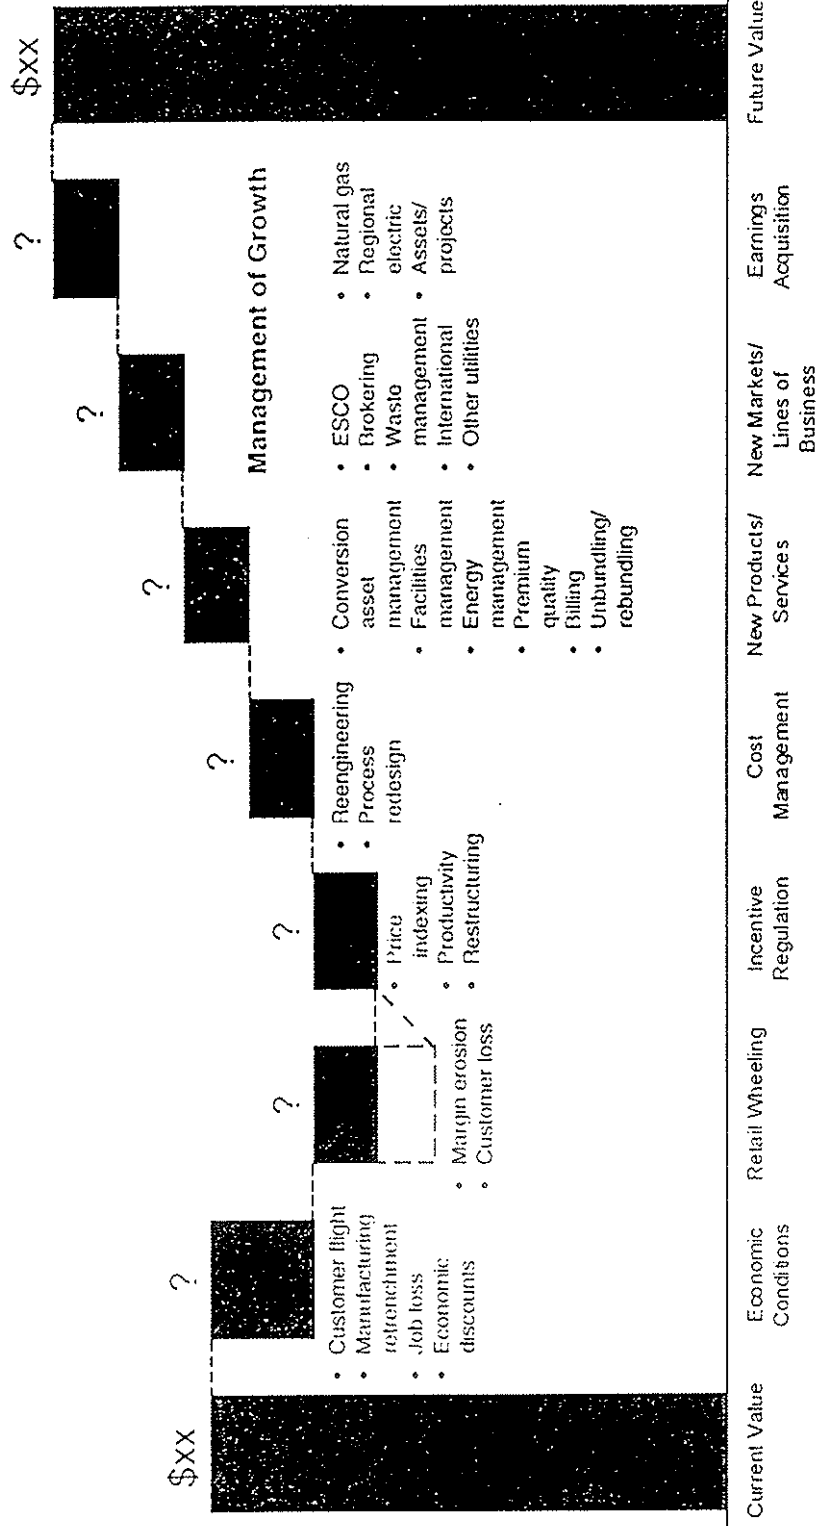 $xx
?
?
?
?
?
?
?
$xx
Management of Growth
• Customer flight
• Manufacturing
retrenchment
• Job loss
• Economic
discounts
• Margin erosion
• Customer loss
• Price
indexing
• Productivity
• Restructuring
• Reengineering
• Process
redesign
• Conversion
asset
management
• Facilities
management
• Energy
management
• Premium
quality
• Billing
• Unbundling/
rebundling
• ESCO
• Brokering
• Waste
management
• International
• Other utilities
• Natural gas
• Regional
electric
• Assets/
projects
Current Value
Economic
Conditions
Retail Wheeling
Incentive
Regulation
Cost
Management
New Products/
Services
New Markets/
Lines of
Business
Earnings
Acquisition
Future Value